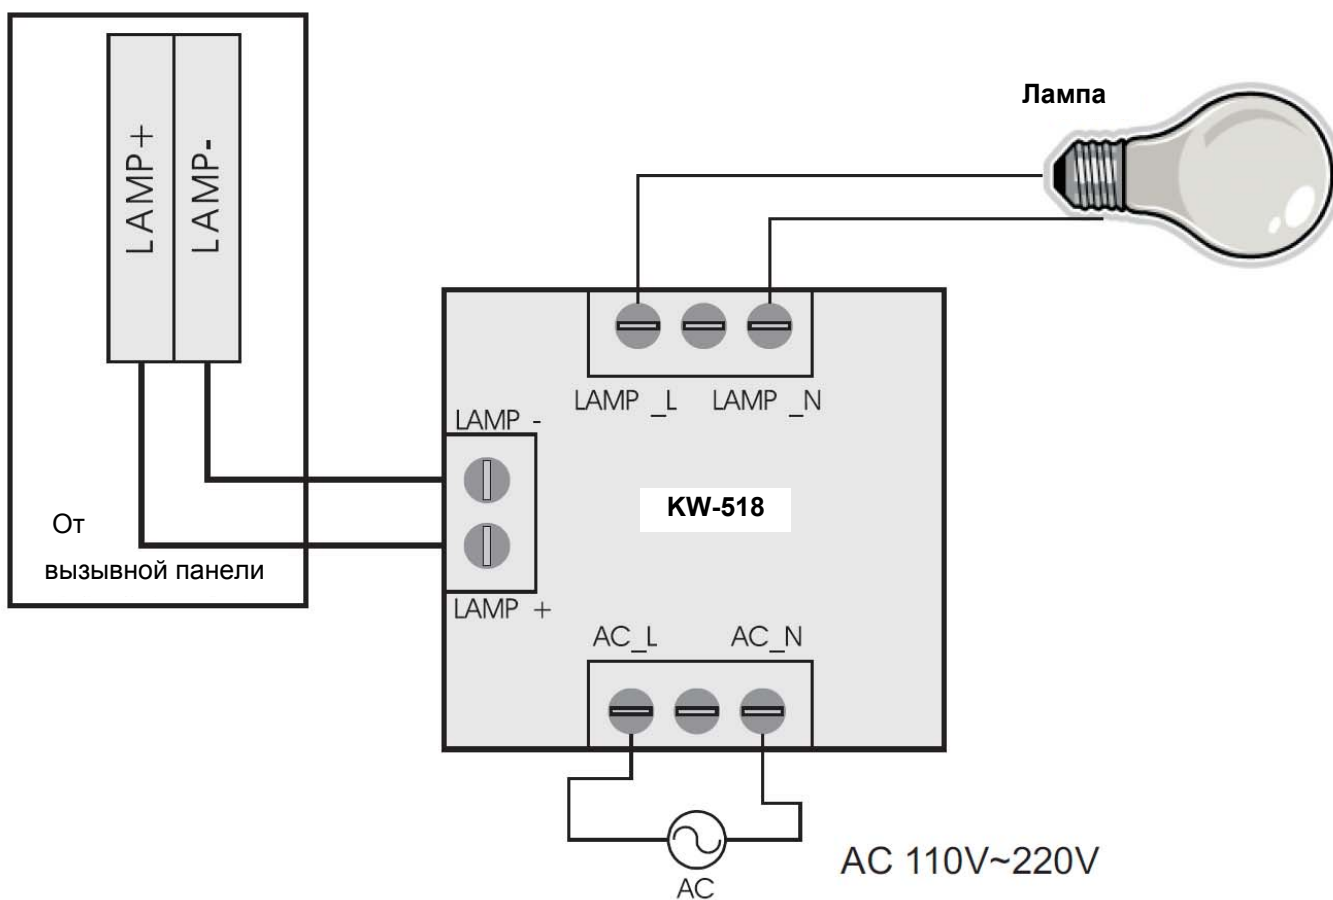 Лампа
LAMP+
LAMP-
LAMP _L
LAMP _N
LAMP -
KW-518
От
вызывной панели
LAMP +
AC_L
AC_N
AC 110V~220V
AC